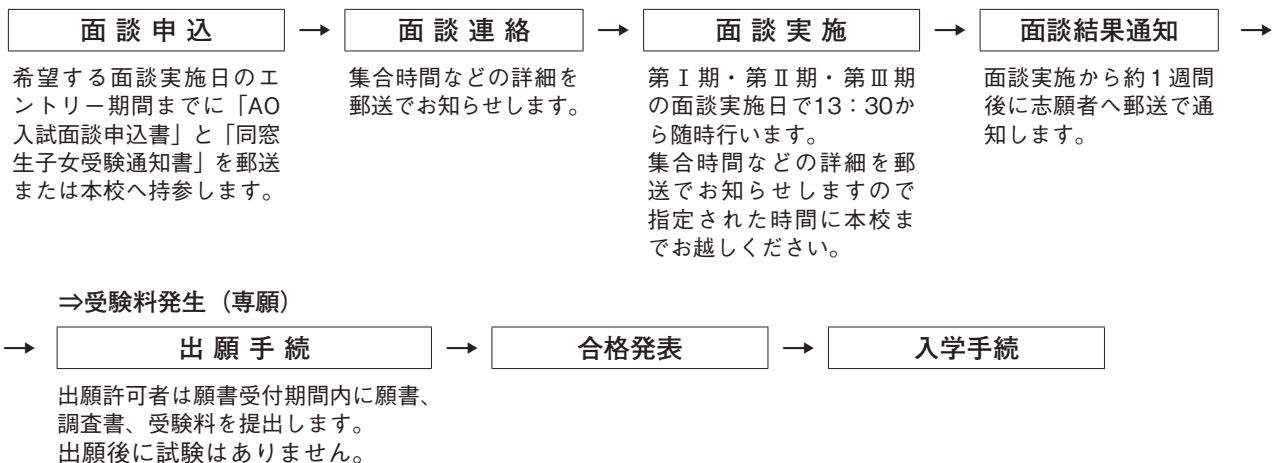 面談申込 → 面談連絡 → 面談実施 → 面談結果通知 →
希望する面談実施日のエ
ントリー期間までに「AO
入試面談申込書」と「同窓
生子女受験通知書」を郵送
または本校へ持参します。
集合時間などの詳細を
郵送でお知らせします。
第Ⅰ期・第Ⅱ期・第Ⅲ期
の面談実施日で13：30か
ら随時行います。
集合時間などの詳細を郵
送でお知らせしますので
指定された時間に本校ま
でお越しください。
面談実施から約1週間
後に志願者へ郵送で通
知します。
⇒受験料発生（専願）
→ 出願手続 → 合格発表 → 入学手続
出願許可者は願書受付期間内に願書、
調査書、受験料を提出します。
出願後に試験はありません。